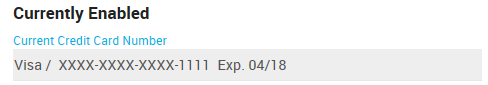 Currently Enabled
Current Credit Card Number
Visa / XXXX-XXXX-XXXX-1111 Exp. 04/18